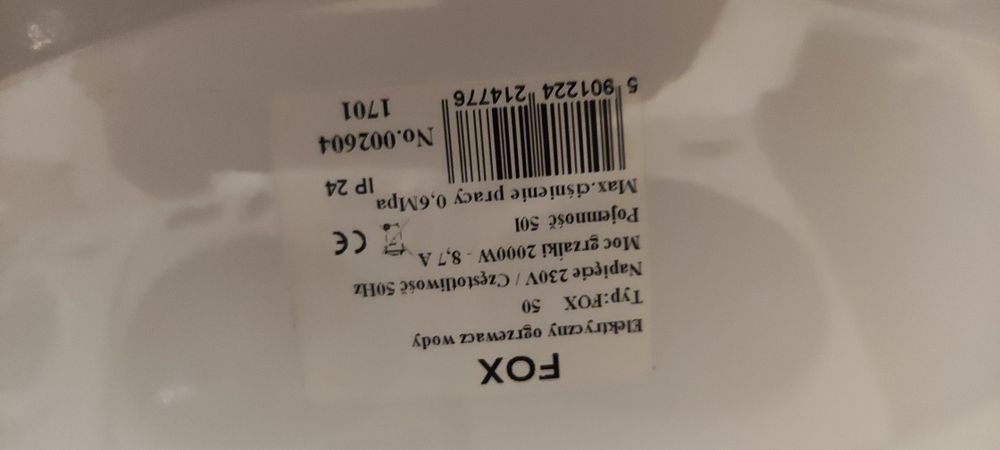 FOX
Elektryczny ogrzewacz wody
Typ:FOX 50
Napięcie 230V / Częstotliwość 50Hz
Moc grzałki 2000W - 8,7 A
Pojemność 50l
Max.ciśnienie pracy 0,6Mpa
IP 24
CE
No.002604
1701
5 901224 214776